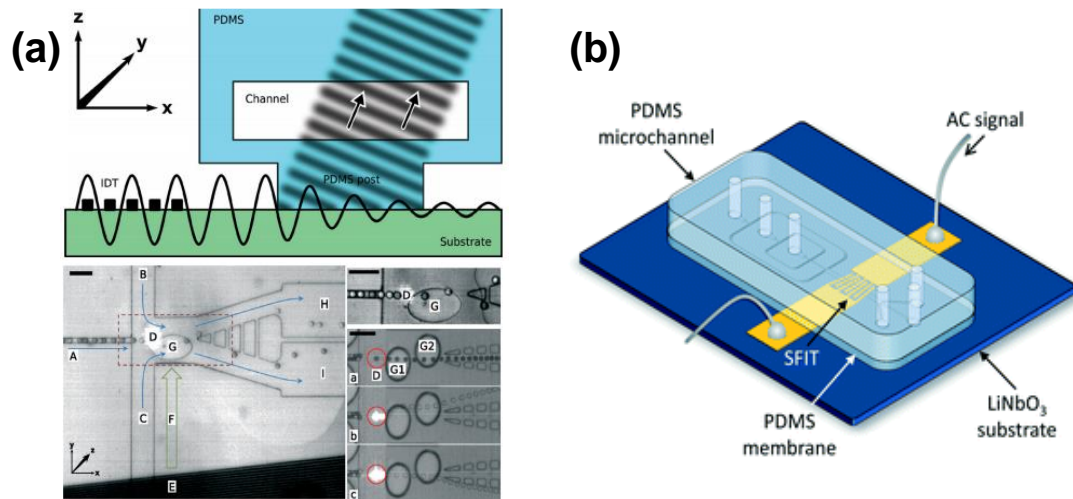 (a)
z
y
x
PDMS
Channel
PDMS post
IDT
Substrate
B
H
D
G
A
I
C
F
E
y
z
x
D
G
G2
G1
a
D
b
c
(b)
PDMS
microchannel
AC signal
SFIT
PDMS
membrane
LiNbO3
substrate